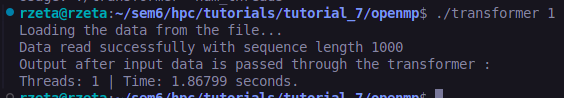 rzeta@rzeta:~/sem6/hpc/tutorials/tutorial_7/openmp$ ./transformer 1
Loading the data from the file...
Data read successfully with sequence length 1000
Output after input data is passed through the transformer :
Threads: 1 | Time: 1.86799 seconds.
rzeta@rzeta:~/sem6/hpc/tutorials/tutorial_7/openmp$